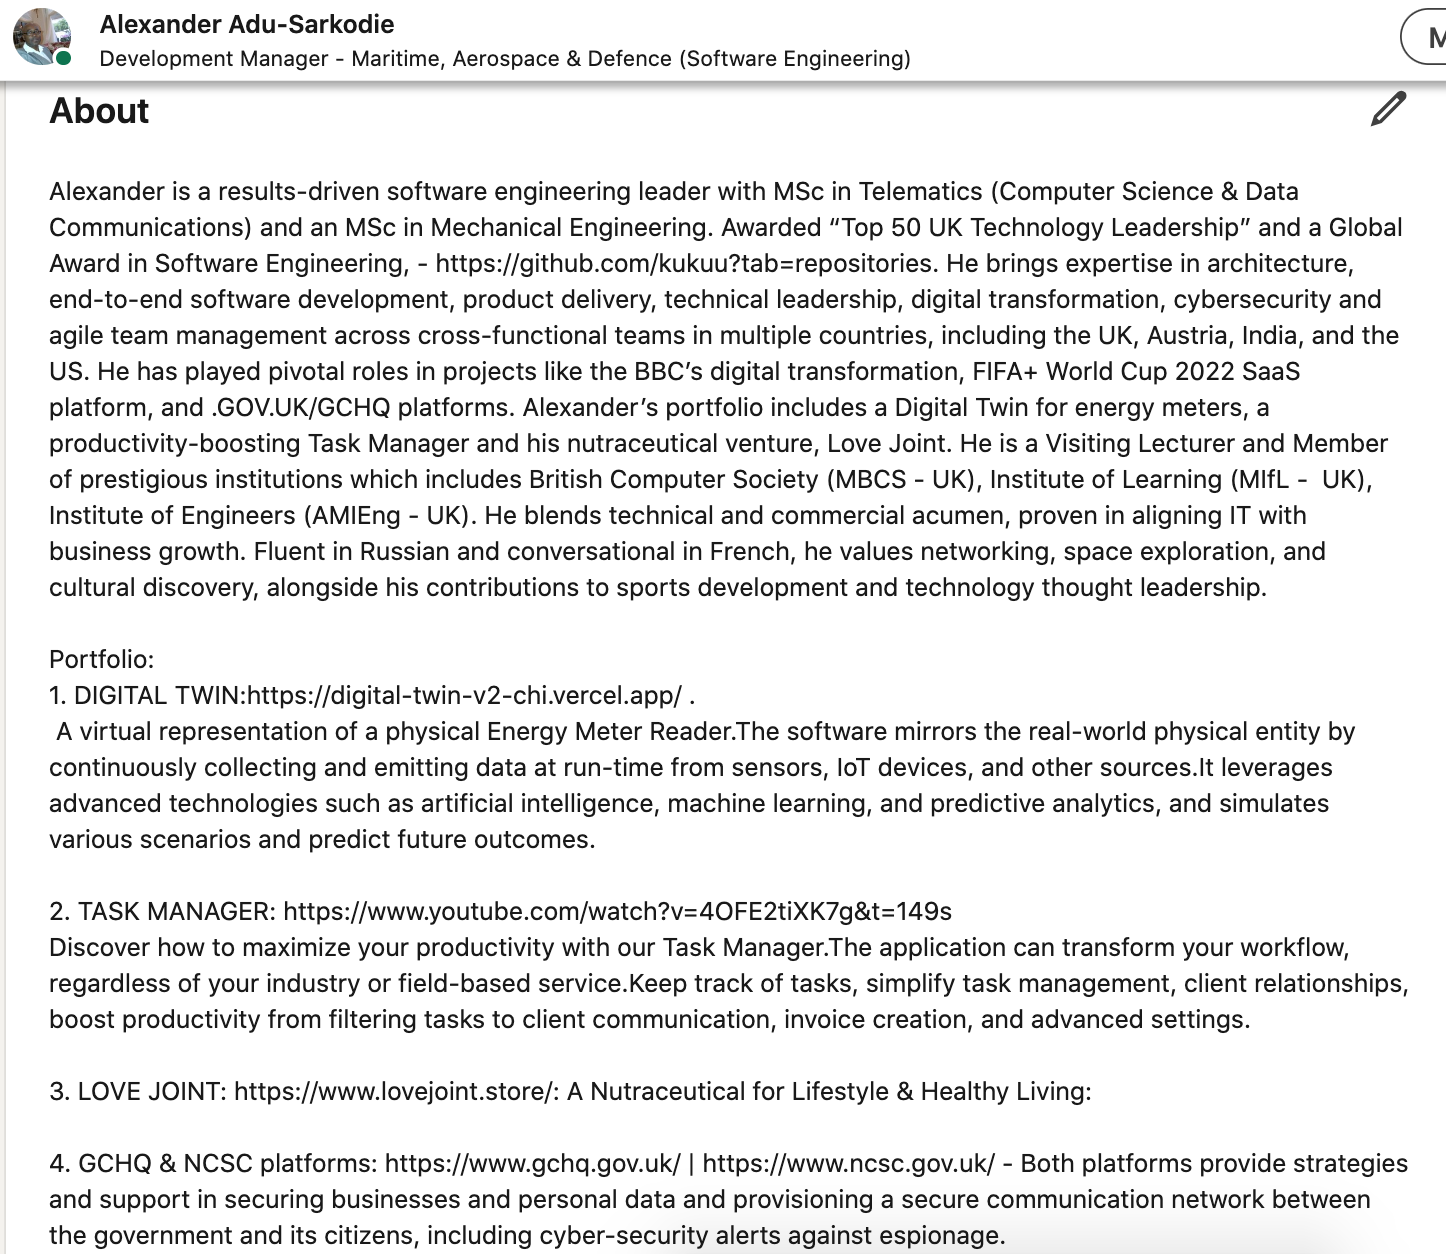 Alexander Adu-Sarkodie
Development Manager - Maritime, Aerospace & Defence (Software Engineering)
About
Alexander is a results-driven software engineering leader with MSc in Telematics (Computer Science & Data
Communications) and an MSc in Mechanical Engineering. Awarded “Top 50 UK Technology Leadership” and a Global
Award in Software Engineering, - https://github.com/kukuu?tab=repositories. He brings expertise in architecture,
end-to-end software development, product delivery, technical leadership, digital transformation, cybersecurity and
agile team management across cross-functional teams in multiple countries, including the UK, Austria, India, and the
US. He has played pivotal roles in projects like the BBC’s digital transformation, FIFA+ World Cup 2022 SaaS
platform, and .GOV.UK/GCHQ platforms. Alexander’s portfolio includes a Digital Twin for energy meters, a
productivity-boosting Task Manager and his nutraceutical venture, Love Joint. He is a Visiting Lecturer and Member
of prestigious institutions which includes British Computer Society (MBCS - UK), Institute of Learning (MIfL -  UK),
Institute of Engineers (AMIEng - UK). He blends technical and commercial acumen, proven in aligning IT with
business growth. Fluent in Russian and conversational in French, he values networking, space exploration, and
cultural discovery, alongside his contributions to sports development and technology thought leadership.
Portfolio:
1. DIGITAL TWIN:https://digital-twin-v2-chi.vercel.app/ .
A virtual representation of a physical Energy Meter Reader.The software mirrors the real-world physical entity by
continuously collecting and emitting data at run-time from sensors, IoT devices, and other sources.It leverages
advanced technologies such as artificial intelligence, machine learning, and predictive analytics, and simulates
various scenarios and predict future outcomes.
2. TASK MANAGER: https://www.youtube.com/watch?v=4OFE2tiXK7g&t=149s
Discover how to maximize your productivity with our Task Manager.The application can transform your workflow,
regardless of your industry or field-based service.Keep track of tasks, simplify task management, client relationships,
boost productivity from filtering tasks to client communication, invoice creation, and advanced settings.
3. LOVE JOINT: https://www.lovejoint.store/: A Nutraceutical for Lifestyle & Healthy Living:
4. GCHQ & NCSC platforms: https://www.gchq.gov.uk/ | https://www.ncsc.gov.uk/ - Both platforms provide strategies
and support in securing businesses and personal data and provisioning a secure communication network between
the government and its citizens, including cyber-security alerts against espionage.